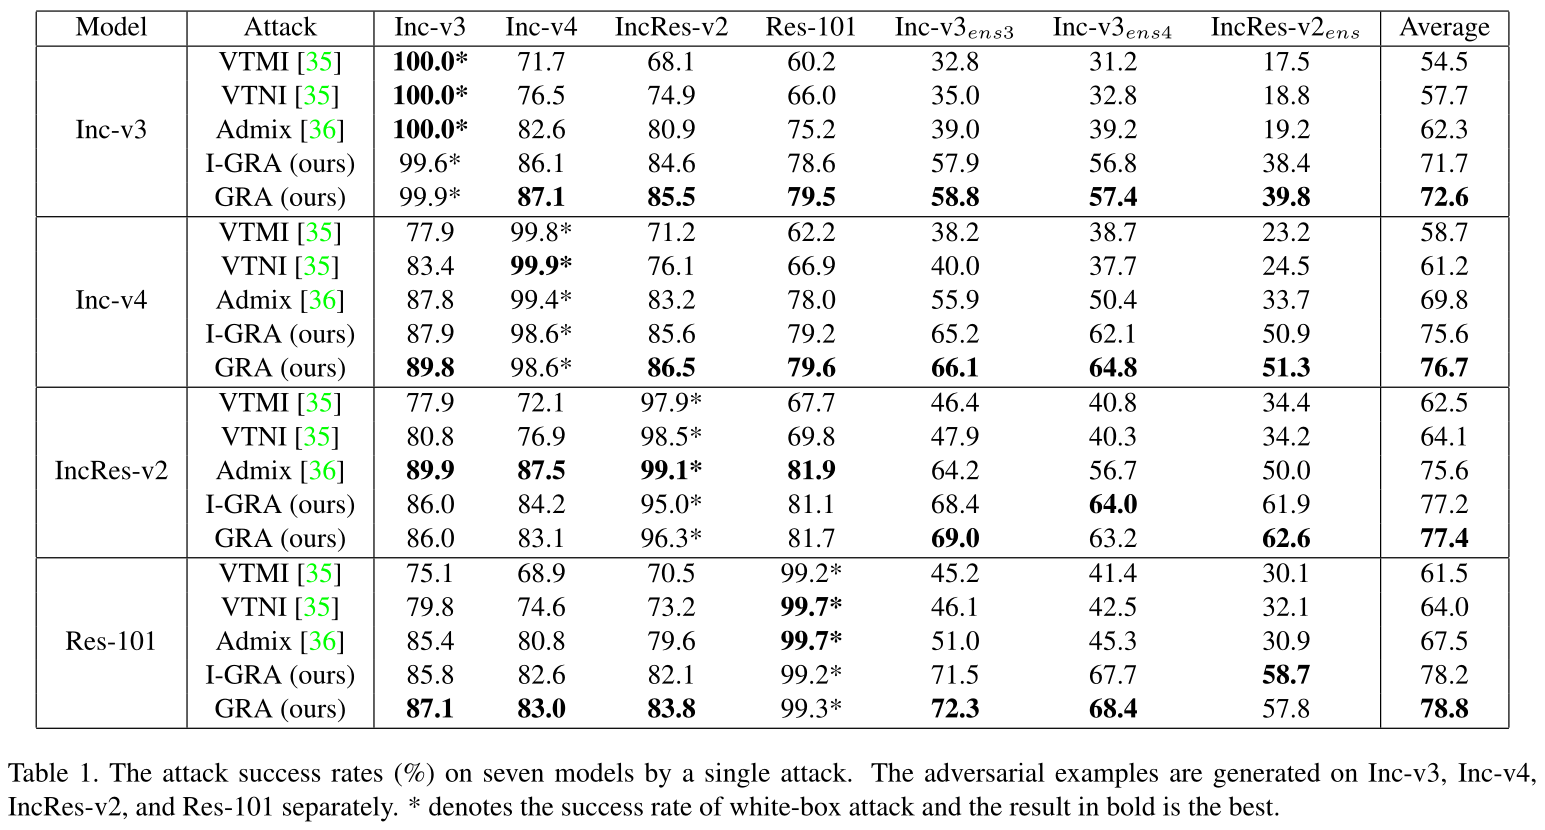 Model Attack Inc-v3 Inc-v4 IncRes-v2 Res-101 Inc-v3ens3 Inc-v3ens4 IncRes-v2ens Average
VTMI [35] 100.0* 71.7 68.1 60.2 32.8 31.2 17.5 54.5
VTNI [35] 100.0* 76.5 74.9 66.0 35.0 32.8 18.8 57.7
Inc-v3 Admix [36] 100.0* 82.6 80.9 75.2 39.0 39.2 19.2 62.3
I-GRA (ours) 99.6* 86.1 84.6 78.6 57.9 56.8 38.4 71.7
GRA (ours) 99.9* 87.1 85.5 79.5 58.8 57.4 39.8 72.6
VTMI [35] 77.9 99.8* 71.2 62.2 38.2 38.7 23.2 58.7
VTNI [35] 83.4 99.9* 76.1 66.9 40.0 37.7 24.5 61.2
Inc-v4 Admix [36] 87.8 99.4* 83.2 78.0 55.9 50.4 33.7 69.8
I-GRA (ours) 87.9 98.6* 85.6 79.2 65.2 62.1 50.9 75.6
GRA (ours) 89.8 98.6* 86.5 79.6 66.1 64.8 51.3 76.7
VTMI [35] 77.9 72.1 97.9* 67.7 46.4 40.8 34.4 62.5
VTNI [35] 80.8 76.9 98.5* 69.8 47.9 40.3 34.2 64.1
IncRes-v2 Admix [36] 89.9 87.5 99.1* 81.9 64.2 56.7 50.0 75.6
I-GRA (ours) 86.0 84.2 95.0* 81.1 68.4 64.0 61.9 77.2
GRA (ours) 86.0 83.1 96.3* 81.7 69.0 63.2 62.6 77.4
VTMI [35] 75.1 68.9 70.5 99.2* 45.2 41.4 30.1 61.5
VTNI [35] 79.8 74.6 73.2 99.7* 46.1 42.5 32.1 64.0
Res-101 Admix [36] 85.4 80.8 79.6 99.7* 51.0 45.3 30.9 67.5
I-GRA (ours) 85.8 82.6 82.1 99.2* 71.5 67.7 58.7 78.2
GRA (ours) 87.1 83.0 83.8 99.3* 72.3 68.4 57.8 78.8
Table 1. The attack success rates (%) on seven models by a single attack. The adversarial examples are generated on Inc-v3, Inc-v4,
IncRes-v2, and Res-101 separately. * denotes the success rate of white-box attack and the result in bold is the best.